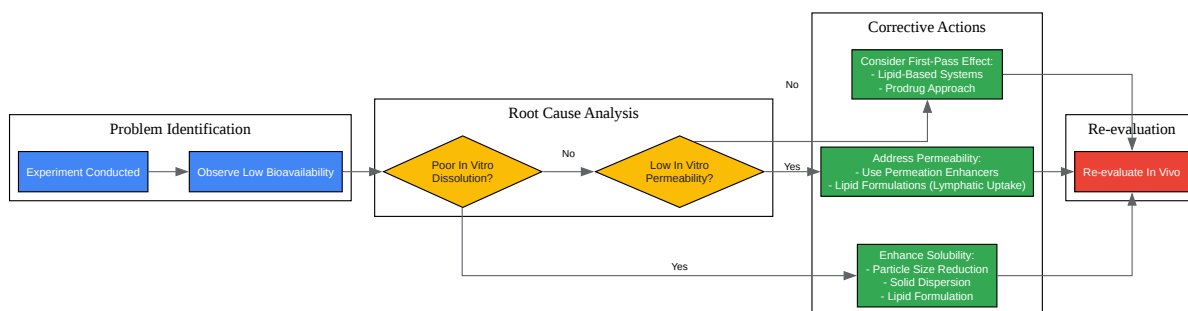 Problem Identification
Experiment Conducted
Observe Low Bioavailability
Root Cause Analysis
Poor In Vitro
Dissolution?
No
Low In Vitro
Permeability?
No
Yes
Yes
Corrective Actions
Consider First-Pass Effect:
- Lipid-Based Systems
- Prodrug Approach
Address Permeability:
- Use Permeation Enhancers
- Lipid Formulations (Lymphatic Uptake)
Enhance Solubility:
- Particle Size Reduction
- Solid Dispersion
- Lipid Formulation
Re-evaluation
Re-evaluate In Vivo